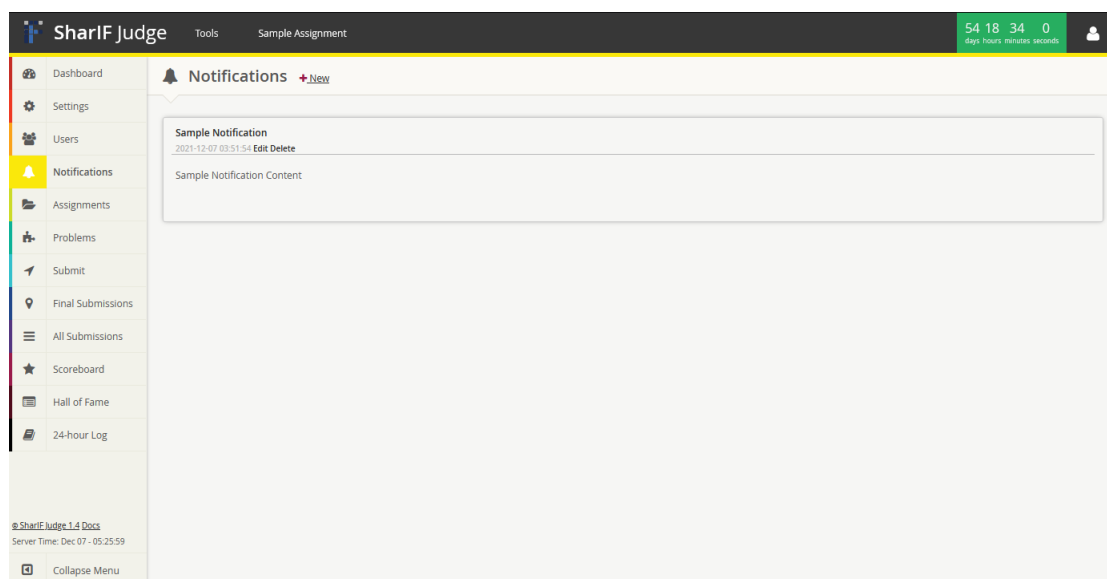 SharIF Judge Tools Sample Assignment 54 18 34 0
days hours minutes seconds
Dashboard
Notifications +New
Settings
Users
Sample Notification
2021-12-07 03:51:54 Edit Delete
Notifications
Sample Notification Content
Assignments
Problems
Submit
Final Submissions
All Submissions
Scoreboard
Hall of Fame
24-hour Log
© SharIF Judge 1.4 Docs
Server Time: Dec 07 - 05:25:59
Collapse Menu